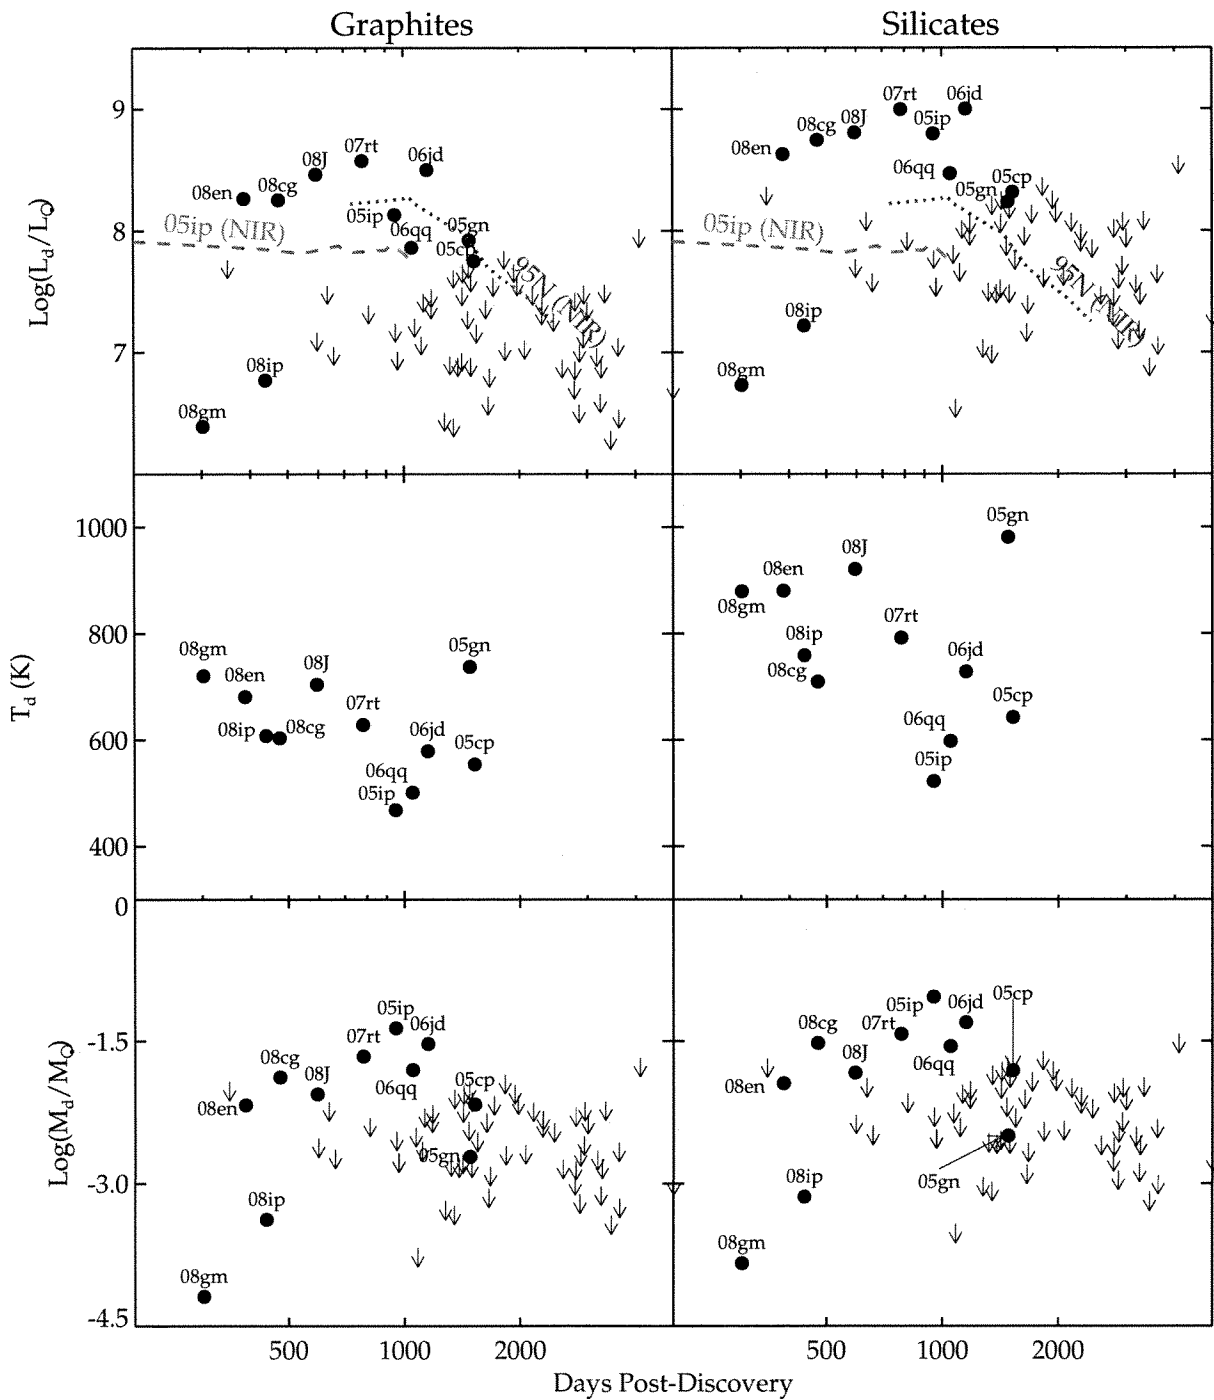 Graphites Silicates
9
8
7
Log(L_d/L_⊙)
08en
08cg
08J
07rt
06jd
05ip
06qq
05gn
05cp
08ip
08gm
05ip (NIR)
95N (NIR)
08en
08cg
08J
07rt
05ip
06jd
06qq
05gn
05cp
08ip
08gm
05ip (NIR)
95N (NIR)
1000
800
600
400
T_d (K)
08gm
08en
08ip
08cg
08J
07rt
05ip
06qq
06jd
05gn
05cp
08gm
08en
08ip
08cg
08J
07rt
06qq
05ip
06jd
05gn
05cp
0
-1.5
-3.0
-4.5
Log(M_d/M_⊙)
08gm
08en
08ip
08cg
08J
07rt
05ip
06qq
06jd
05cp
05gn
08gm
08en
08ip
08cg
08J
07rt
05ip
06qq
06jd
05cp
05gn
500 1000 2000 500 1000 2000
Days Post-Discovery